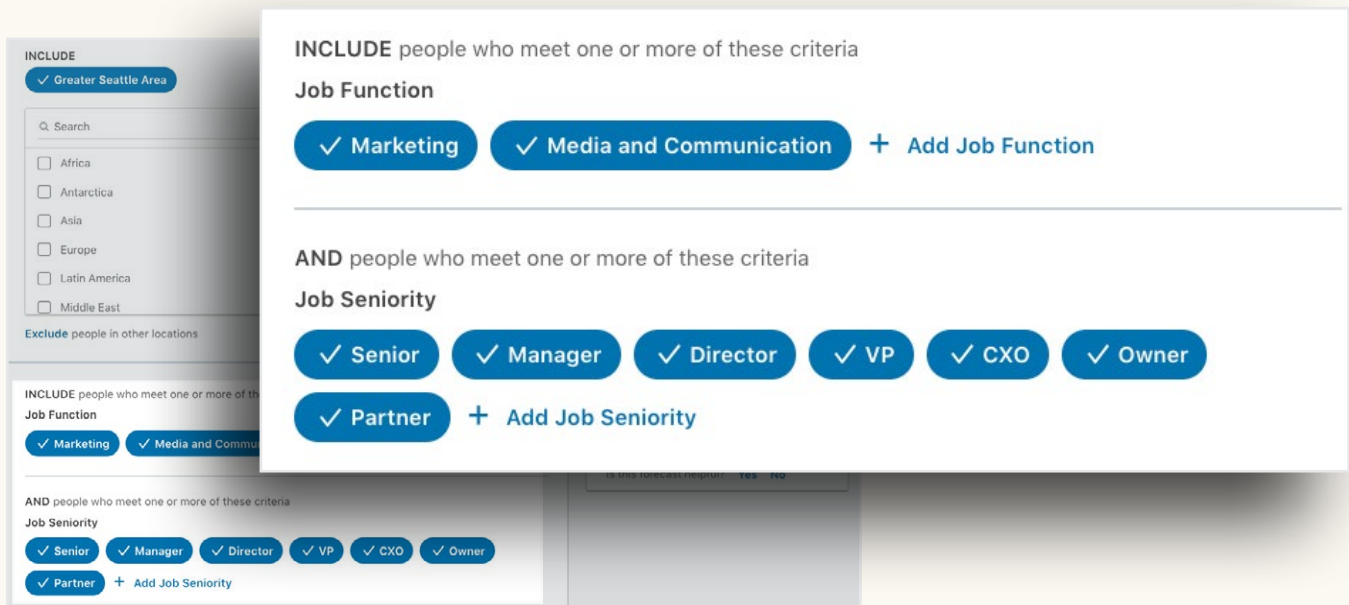 INCLUDE
Greater Seattle Area
Search
Africa
Antarctica
Asia
Europe
Latin America
Middle East
Exclude people in other locations
INCLUDE people who meet one or more of
Job Function
Marketing Media and
AND people who meet one or more of these criteria
Job Seniority
Senior Manager Director VP CXO Owner
Partner + Add Job Seniority
INCLUDE people who meet one or more of these criteria
Job Function
Marketing Media and Communication + Add Job Function
AND people who meet one or more of these criteria
Job Seniority
Senior Manager Director VP CXO Owner
Partner + Add Job Seniority
Is this forecast helpful? Yes No